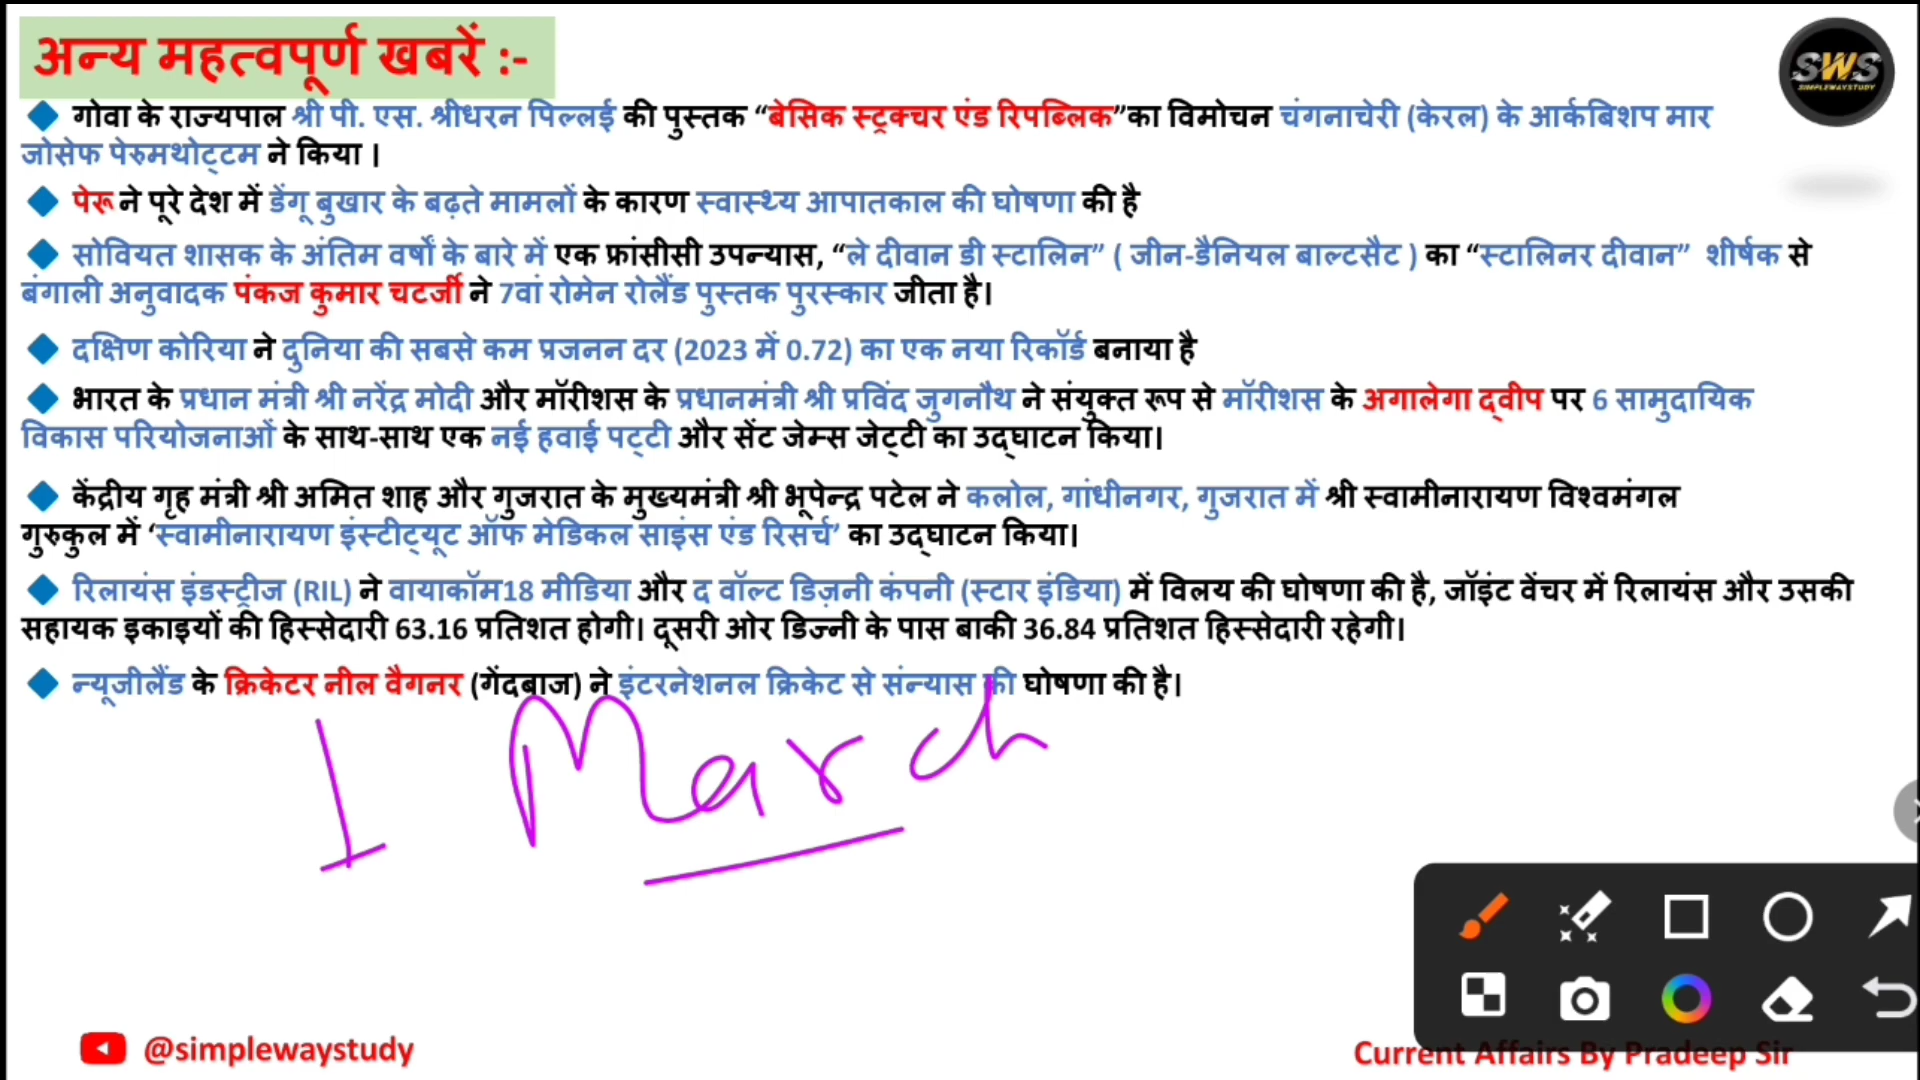 अन्य महत्वपूर्ण खबरें :-
SWS
SIMPLEWAYSTUDY
गोवा के राज्यपाल श्री पी. एस. श्रीधरन पिल्लई की पुस्तक “बेसिक स्ट्रक्चर एंड रिपब्लिक”का विमोचन चंगनाचेरी (केरल) के आर्कबिशप मार
जोसेफ पेरुमथोट्टम ने किया ।
पेरू ने पूरे देश में डेंगू बुखार के बढ़ते मामलों के कारण स्वास्थ्य आपातकाल की घोषणा की है
सोवियत शासक के अंतिम वर्षों के बारे में एक फ्रांसीसी उपन्यास, “ले दीवान डी स्टालिन” ( जीन-डैनियल बाल्टसैट ) का “स्टालिनर दीवान” शीर्षक से
बंगाली अनुवादक पंकज कुमार चटर्जी ने 7वां रोमेन रोलैंड पुस्तक पुरस्कार जीता है।
दक्षिण कोरिया ने दुनिया की सबसे कम प्रजनन दर (2023 में 0.72) का एक नया रिकॉर्ड बनाया है
भारत के प्रधान मंत्री श्री नरेंद्र मोदी और मॉरीशस के प्रधानमंत्री श्री प्रविंद जुगनौथ ने संयुक्त रूप से मॉरीशस के अगालेगा द्वीप पर 6 सामुदायिक
विकास परियोजनाओं के साथ-साथ एक नई हवाई पट्टी और सेंट जेम्स जेट्टी का उद्घाटन किया।
केंद्रीय गृह मंत्री श्री अमित शाह और गुजरात के मुख्यमंत्री श्री भूपेन्द्र पटेल ने कलोल, गांधीनगर, गुजरात में श्री स्वामीनारायण विश्वमंगल
गुरुकुल में ‘स्वामीनारायण इंस्टीट्यूट ऑफ मेडिकल साइंस एंड रिसर्च’ का उद्घाटन किया।
रिलायंस इंडस्ट्रीज (RIL) ने वायाकॉम18 मीडिया और द वॉल्ट डिज़नी कंपनी (स्टार इंडिया) में विलय की घोषणा की है, जॉइंट वेंचर में रिलायंस और उसकी
सहायक इकाइयों की हिस्सेदारी 63.16 प्रतिशत होगी। दूसरी ओर डिज्नी के पास बाकी 36.84 प्रतिशत हिस्सेदारी रहेगी।
न्यूजीलैंड के क्रिकेटर नील वैगनर (गेंदबाज) ने इंटरनेशनल क्रिकेट से संन्यास की घोषणा की है।
1 March
@simplewaystudy
Current Affairs By Pradeep Sir